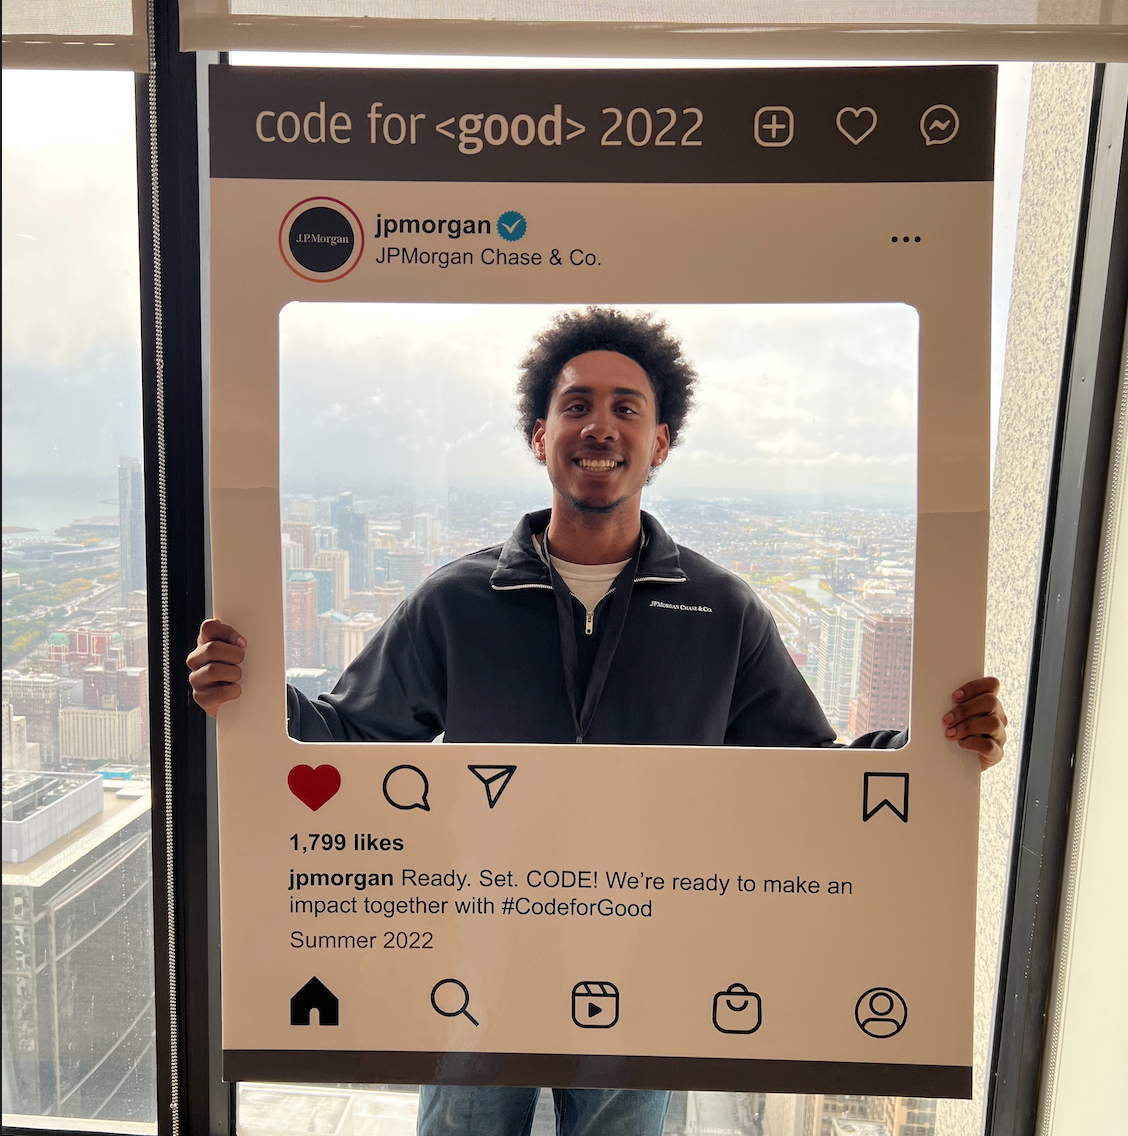 code for <good> 2022
J.P.Morgan
jpmorgan
JPMorgan Chase & Co.
JPMORGAN CHASE & CO.
1,799 likes
jpmorgan Ready. Set. CODE! We’re ready to make an
impact together with #CodeforGood
Summer 2022